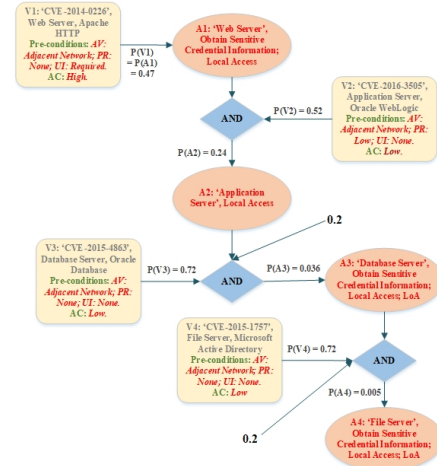 V1: 'CVE-2014-0226',
Web Server, Apache
HTTP
Pre-conditions: AV:
Adjacent Network; PR:
None; UI: Required.
AC: High.
P(V1)
= P(A1)
= 0.47
A1: 'Web Server',
Obtain Sensitive
Credential Information;
Local Access
V2: 'CVE-2016-3505',
Application Server,
Oracle WebLogic
Pre-conditions: AV:
Adjacent Network; PR:
Low; UI: None.
AC: Low.
P(V2) = 0.52
AND
P(A2) = 0.24
A2: 'Application
Server', Local Access
0.2
V3: 'CVE-2015-4863',
Database Server, Oracle
Database
Pre-conditions: AV:
Adjacent Network; PR:
None; UI: None.
AC: Low.
P(V3) = 0.72
AND
P(A3) = 0.036
A3: 'Database Server',
Obtain Sensitive
Credential Information;
Local Access; LoA
V4: 'CVE-2015-1757',
File Server, Microsoft
Active Directory
Pre-conditions: AV:
Adjacent Network; PR:
None; UI: None.
AC: Low
P(V4) = 0.72
AND
P(A4) = 0.005
0.2
A4: 'File Server',
Obtain Sensitive
Credential Information;
Local Access; LoA